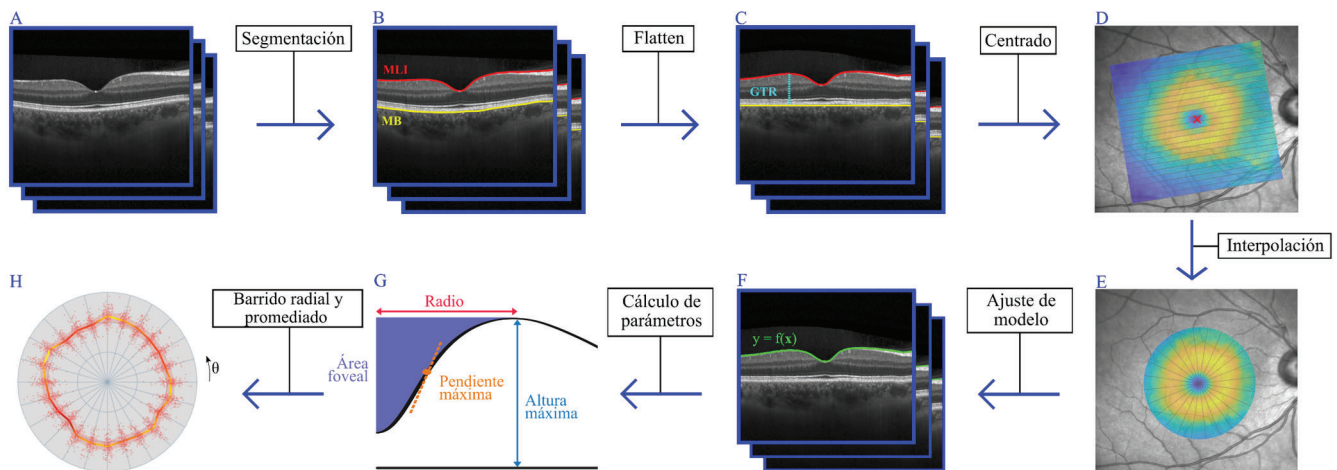 A
Segmentación
B
MLI
MB
Flatten
C
GTR
Centrado
D
Interpolación
E
Ajuste de
modelo
F
y = f(x)
Cálculo de
parámetros
G
Radio
Área
foveal
Pendiente
máxima
Altura
máxima
Barrido radial y
promediado
H
θ